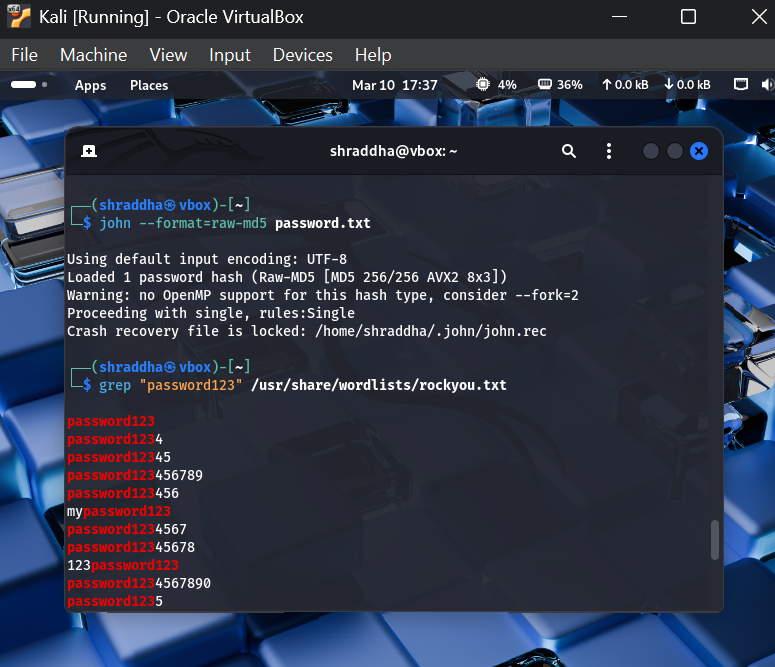 Kali [Running] - Oracle VirtualBox
File Machine View Input Devices Help
Apps Places Mar 10 17:37 4% 36% ↑ 0.0 kB ↓ 0.0 kB
shraddha@vbox: ~
┌──(shraddha㉿vbox)-[~]
└─$ john --format=raw-md5 password.txt
Using default input encoding: UTF-8
Loaded 1 password hash (Raw-MD5 [MD5 256/256 AVX2 8x3])
Warning: no OpenMP support for this hash type, consider --fork=2
Proceeding with single, rules:Single
Crash recovery file is locked: /home/shraddha/.john/john.rec
┌──(shraddha㉿vbox)-[~]
└─$ grep "password123" /usr/share/wordlists/rockyou.txt
password123
password1234
password12345
password123456789
password123456
mypassword123
password1234567
password12345678
123password123
password1234567890
password1235